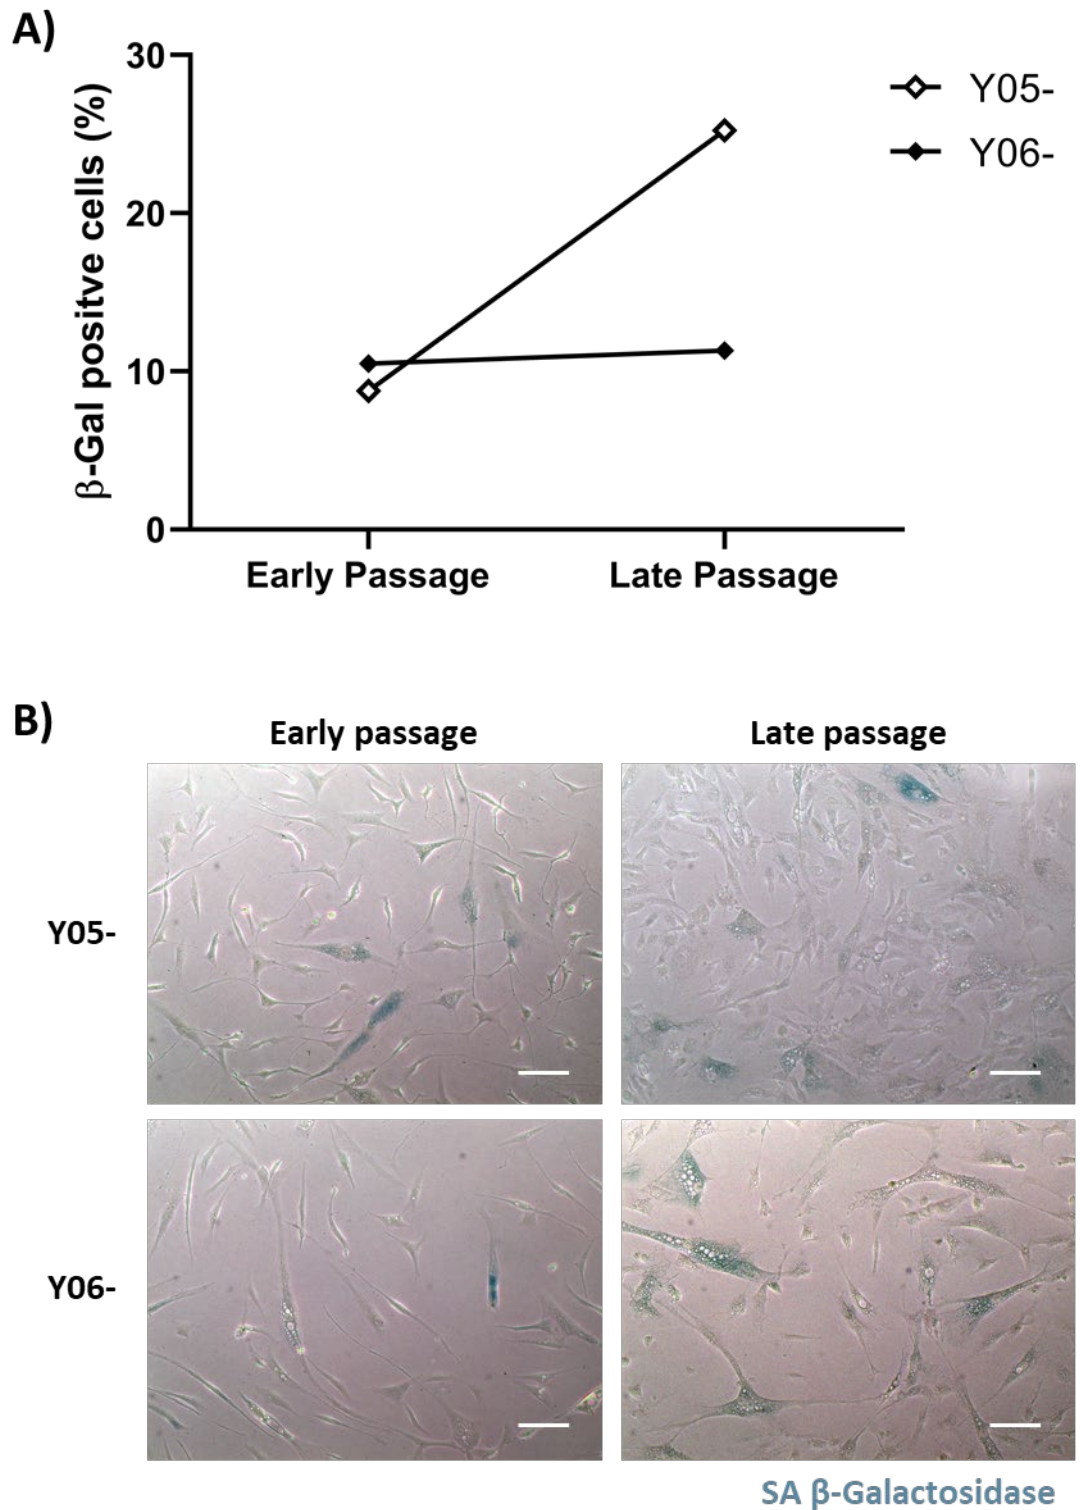 A)
30
20
10
0
β-Gal positve cells (%)
Early Passage
Late Passage
Y05-
Y06-
B)
Early passage
Late passage
Y05-
Y06-
SA β-Galactosidase